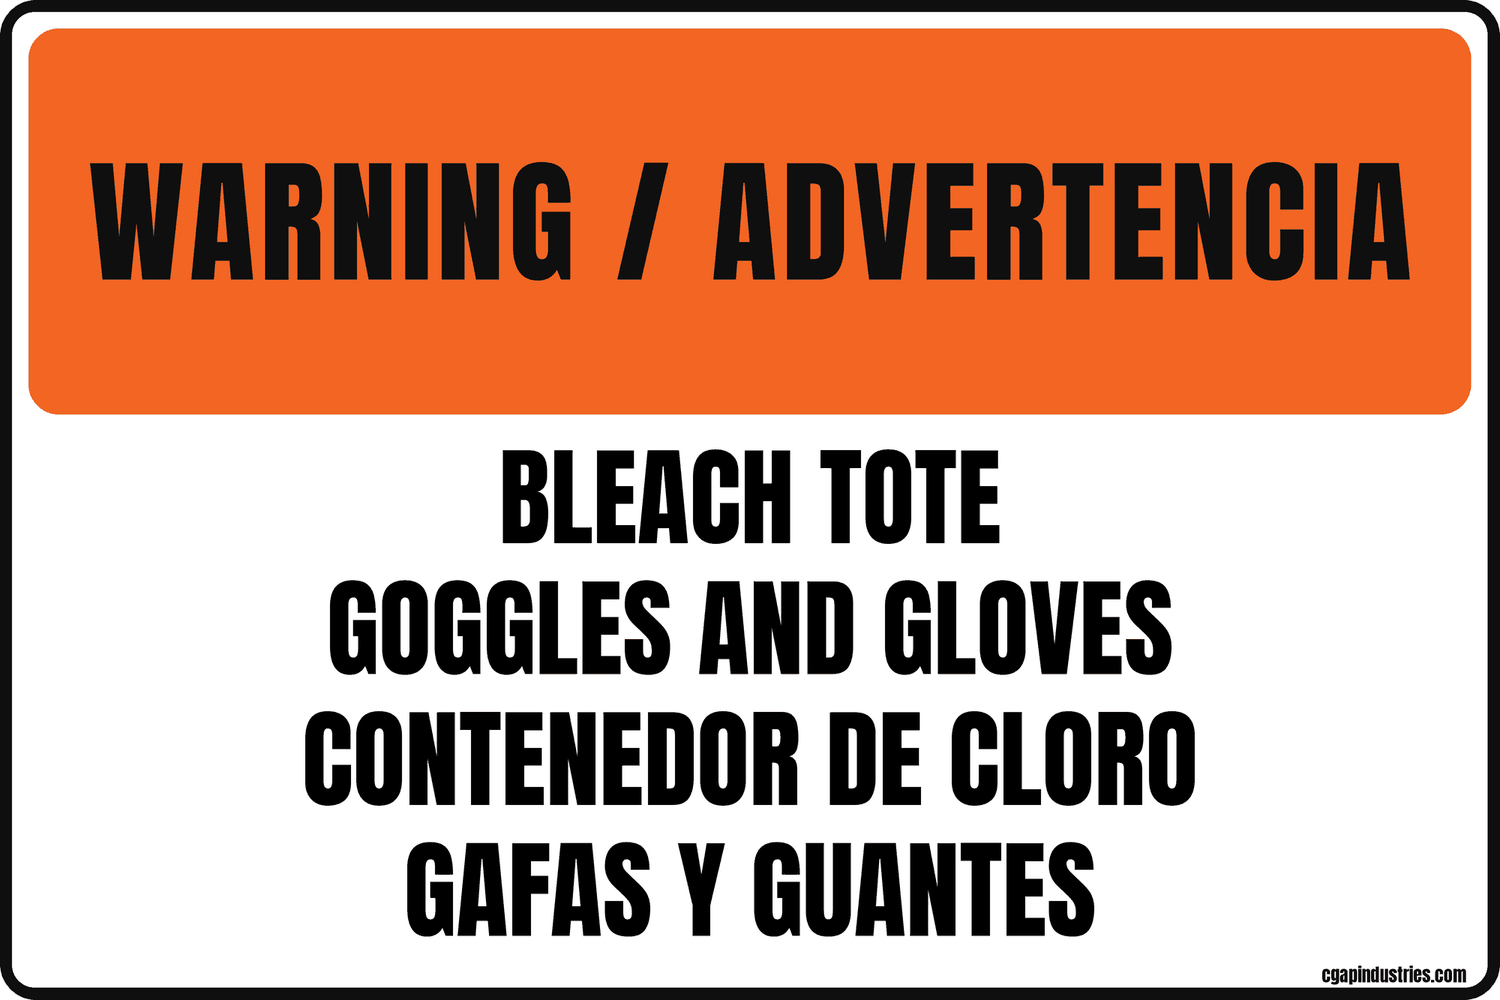 WARNING / ADVERTENCIA
BLEACH TOTE
GOGGLES AND GLOVES
CONTENEDOR DE CLORO
GAFAS Y GUANTES
cgapindustries.com